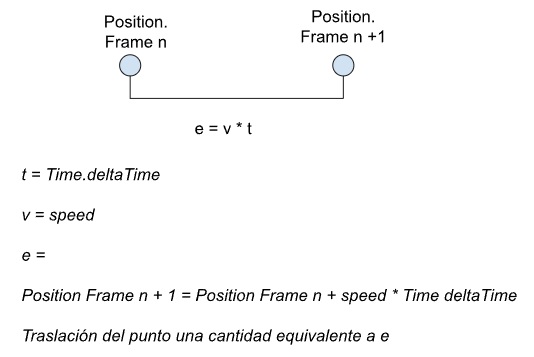 Position.
Frame n
Position.
Frame n +1
e = v * t
t = Time.deltaTime
v = speed
e =
Position Frame n + 1 = Position Frame n + speed * Time deltaTime
Traslación del punto una cantidad equivalente a e